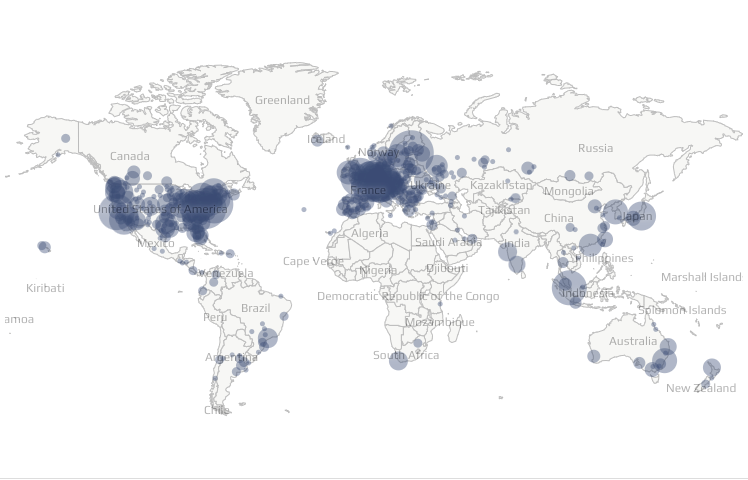 Greenland
Iceland
Norway
Russia
Canada
Ukraine
Kazakhstan
France
Mongolia
United States of America
Tajikistan
China
Japan
Mexico
Algeria
Saudi Arabia
India
Cape Verde
Philippines
Venezuela
Nigeria
Djibouti
Marshall Island
Kiribati
Democratic Republic of the Congo
Indonesia
Brazil
Solomon Islands
amoa
Peru
Mozambique
Australia
Argentina
South Africa
New Zealand
Chile